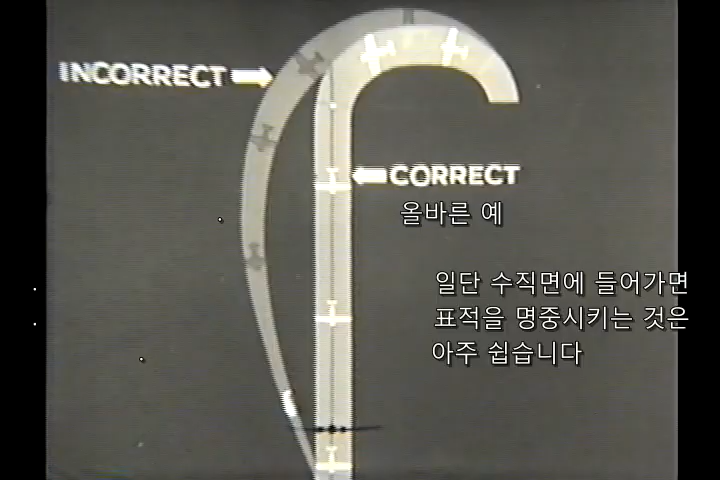 INCORRECT
CORRECT
올바른 예
일단 수직면에 들어가면
표적을 명중시키는 것은
아주 쉽습니다